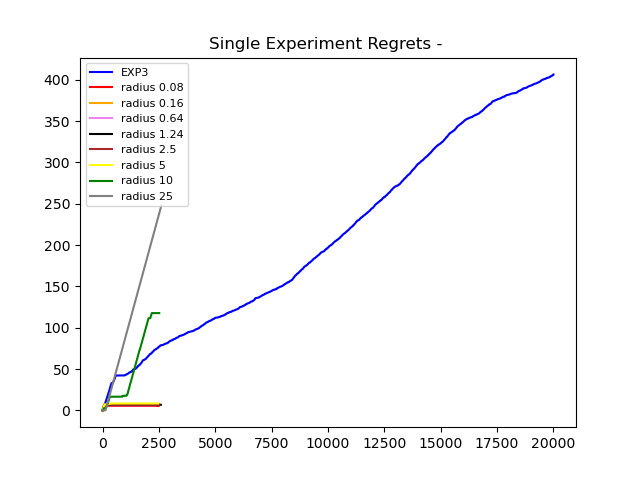 Single Experiment Regrets -
EXP3
radius 0.08
radius 0.16
radius 0.64
radius 1.24
radius 2.5
radius 5
radius 10
radius 25
400
350
300
250
200
150
100
50
0
0 2500 5000 7500 10000 12500 15000 17500 20000